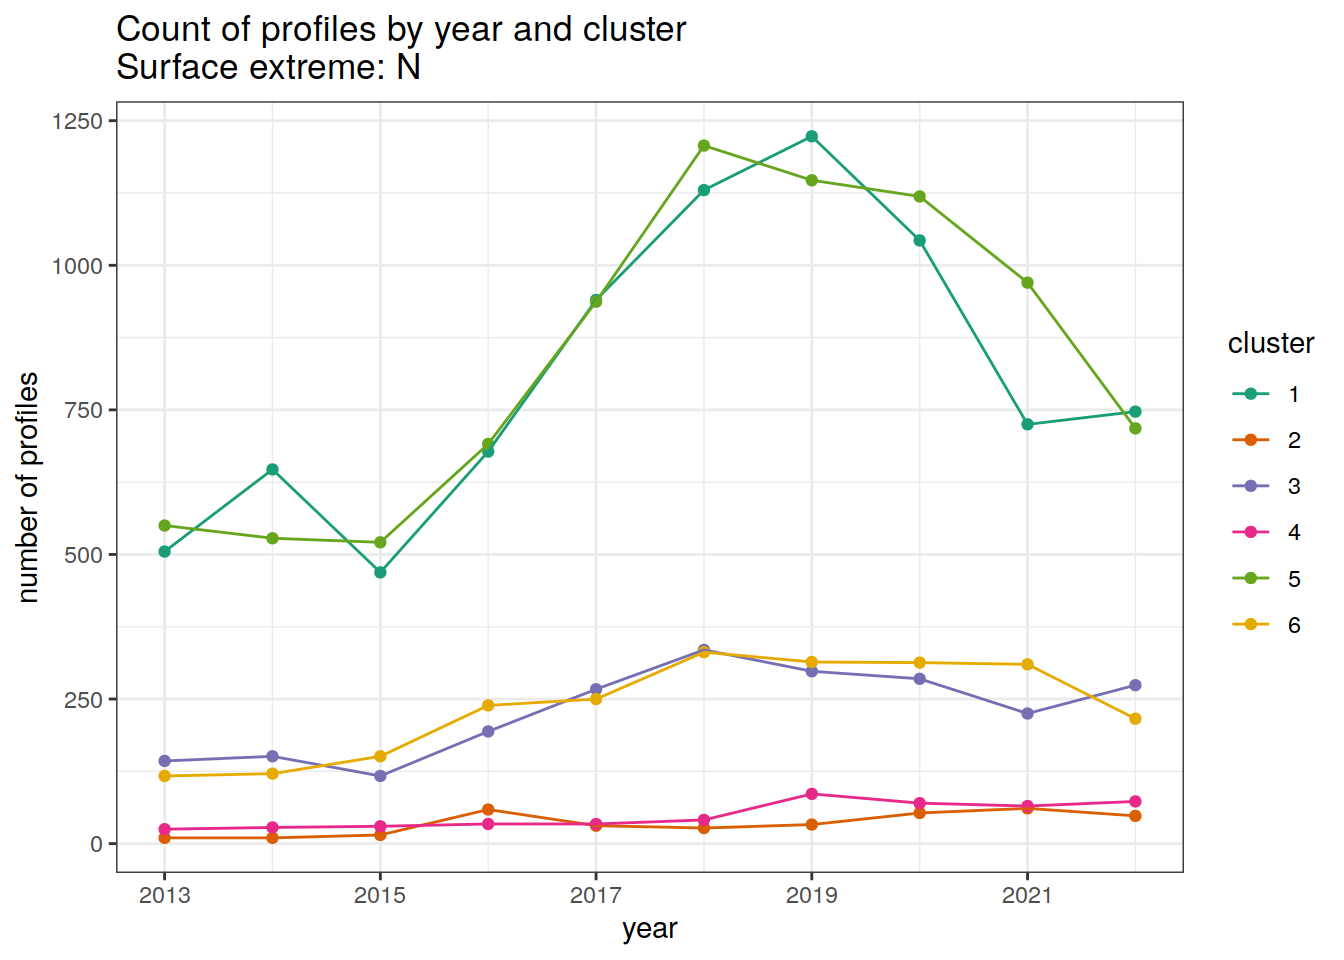 Count of profiles by year and cluster
Surface extreme: N
1250
1000
750
500
250
0
number of profiles
2013 2015 2017 2019 2021
year
cluster
1
2
3
4
5
6